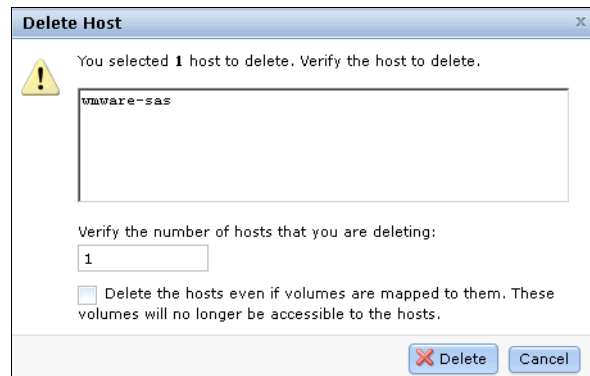 Delete Host
x
You selected 1 host to delete. Verify the host to delete.
wmware-sas
Verify the number of hosts that you are deleting:
1
Delete the hosts even if volumes are mapped to them. These
volumes will no longer be accessible to the hosts.
Delete Cancel